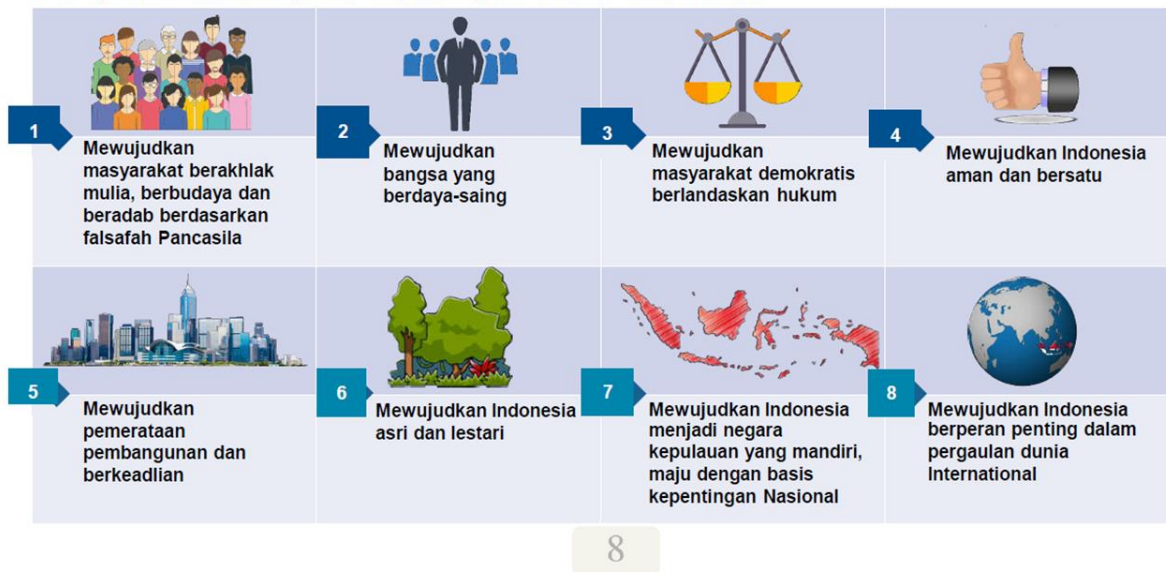 1
Mewujudkan
masyarakat berakhlak
mulia, berbudaya dan
beradab berdasarkan
falsafah Pancasila
2
Mewujudkan
bangsa yang
berdaya-saing
3
Mewujudkan
masyarakat demokratis
berlandaskan hukum
4
Mewujudkan Indonesia
aman dan bersatu
5
Mewujudkan
pemerataan
pembangunan dan
berkeadlian
6
Mewujudkan Indonesia
asri dan lestari
7
Mewujudkan Indonesia
menjadi negara
kepulauan yang mandiri,
maju dengan basis
kepentingan Nasional
8
Mewujudkan Indonesia
berperan penting dalam
pergaulan dunia
International
8